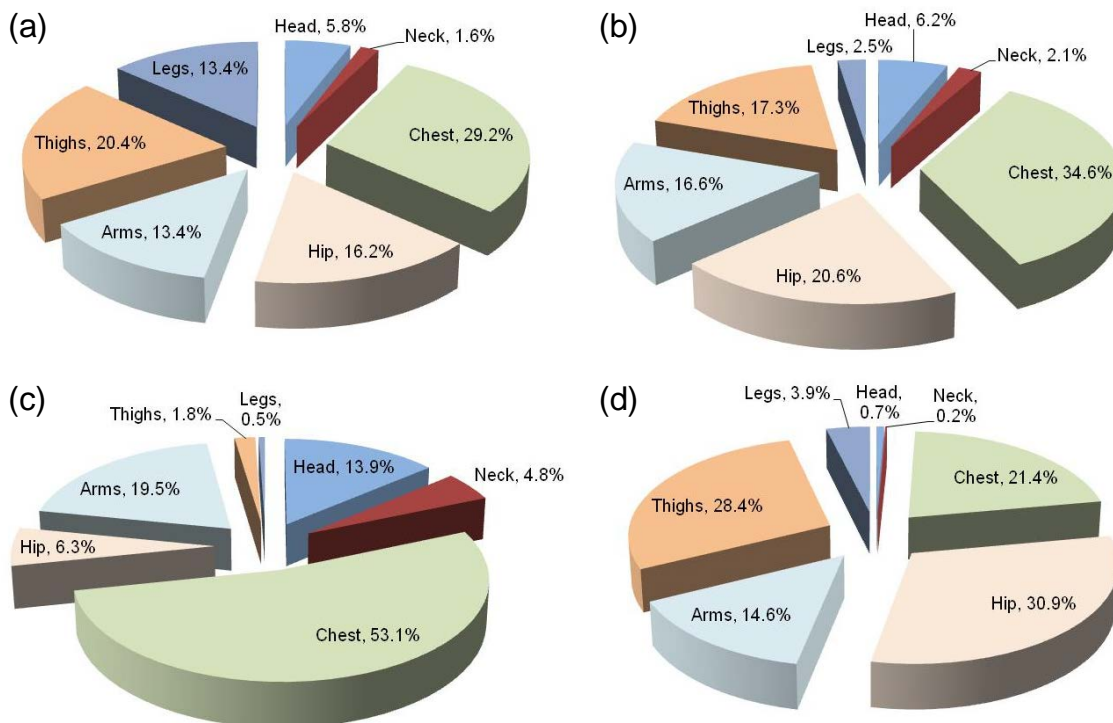 (a)
Head, 5.8%
Neck, 1.6%
Chest, 29.2%
Hip, 16.2%
Arms, 13.4%
Thighs, 20.4%
Legs, 13.4%
(b)
Head, 6.2%
Neck, 2.1%
Chest, 34.6%
Hip, 20.6%
Arms, 16.6%
Thighs, 17.3%
Legs, 2.5%
(c)
Head, 13.9%
Neck, 4.8%
Chest, 53.1%
Hip, 6.3%
Arms, 19.5%
Thighs, 1.8%
Legs,
0.5%
(d)
Head,
0.7%
Neck,
0.2%
Chest, 21.4%
Hip, 30.9%
Arms, 14.6%
Thighs, 28.4%
Legs, 3.9%